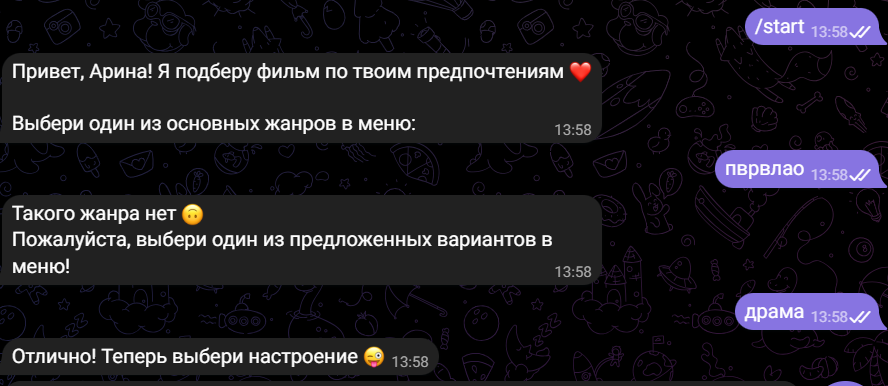 /start 13:58
Привет, Арина! Я подберу фильм по твоим предпочтениям ❤️
Выбери один из основных жанров в меню:
13:58
пврвлао 13:58
Такого жанра нет 🙃
Пожалуйста, выбери один из предложенных вариантов в
меню!
13:58
драма 13:58
Отлично! Теперь выбери настроение 😜 13:58